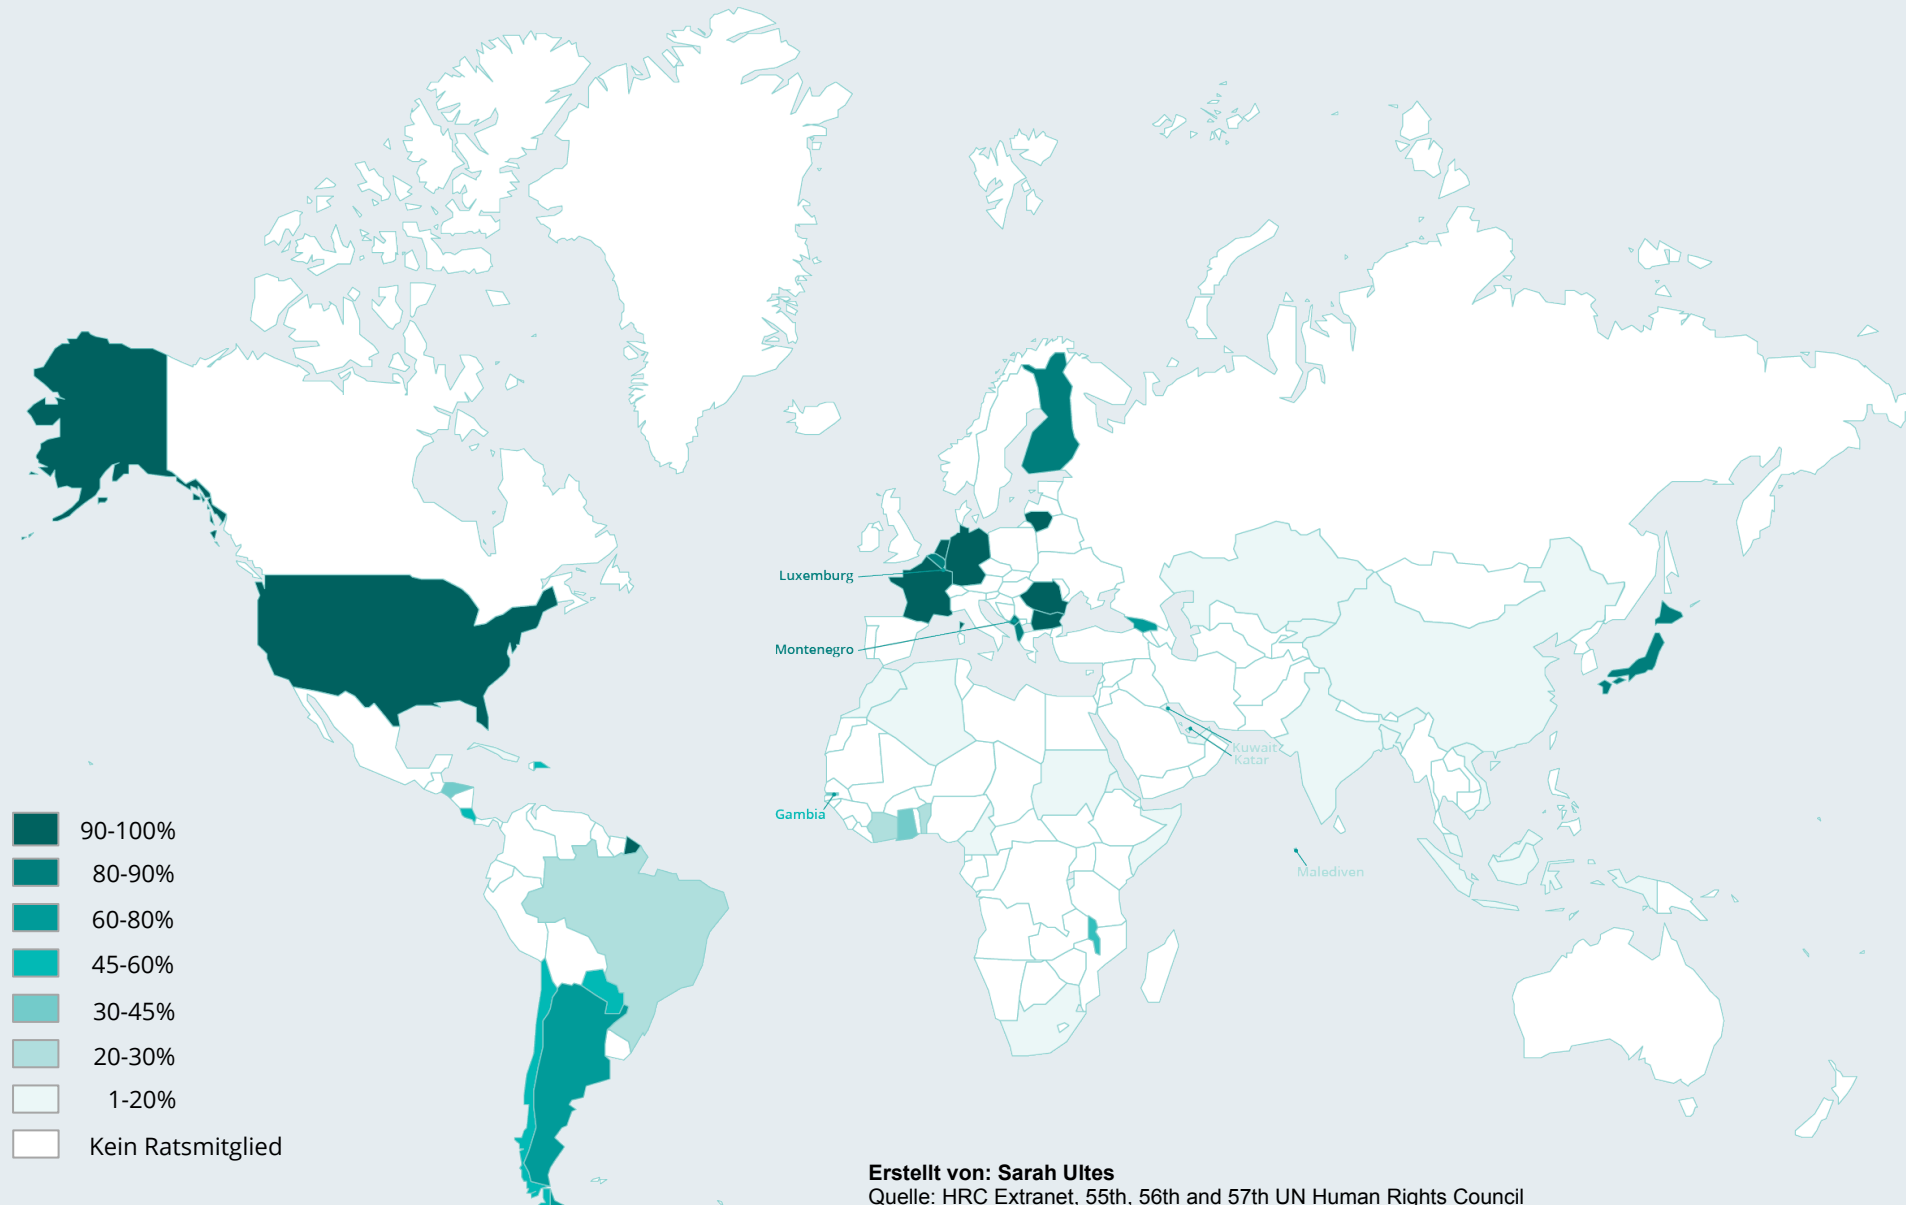 Luxemburg
Montenegro
Kuwait
Katar
Gambia
Malediven
90-100%
80-90%
60-80%
45-60%
30-45%
20-30%
1-20%
Kein Ratsmitglied
Erstellt von: Sarah Ultes
Quelle: HRC Extranet, 55th, 56th and 57th UN Human Rights Council